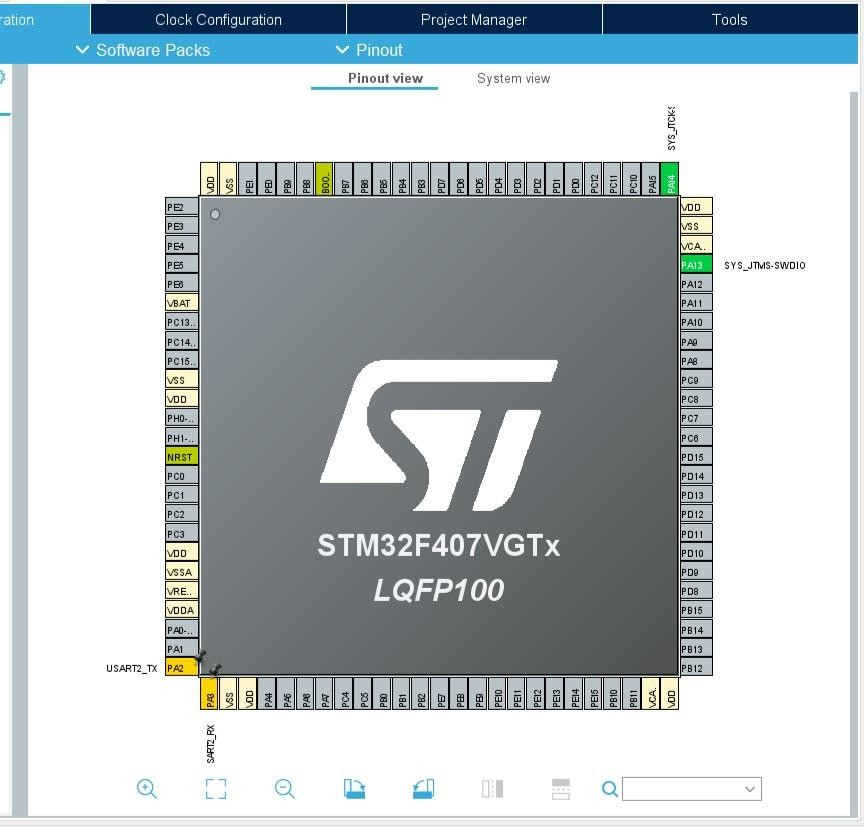 ration Clock Configuration Project Manager Tools
Software Packs Pinout
Pinout view System view
SYS_JTCK-S
VDD VSS PE1 PE0 PB9 PB8 BOO.. PB7 PB6 PB5 PB4 PB3 PD7 PD6 PD5 PD4 PD3 PD2 PD1 PD0 PC12 PC11 PC10 PA15 PA14
PE2 VDD
PE3 VSS
PE4 VCA..
PE5 PA13 SYS_JTMS-SWDIO
PE6 PA12
VBAT PA11
PC13.. PA10
PC14.. PA9
PC15.. PA8
VSS PC9
VDD PC8
PH0-.. PC7
PH1-.. PC6
NRST PD15
PC0 PD14
PC1 PD13
PC2 PD12
PC3 PD11
VDD PD10
VSSA PD9
VRE.. PD8
VDDA PB15
PA0-.. PB14
PA1 PB13
USART2_TX PA2 PB12
ST
STM32F407VGTx
LQFP100
PA3 VSS VDD PA4 PA5 PA6 PA7 PC4 PC5 PB0 PB1 PB2 PE7 PE8 PE9 PE10 PE11 PE12 PE13 PE14 PE15 PB10 PB11 VCA.. VDD
SART2_RX